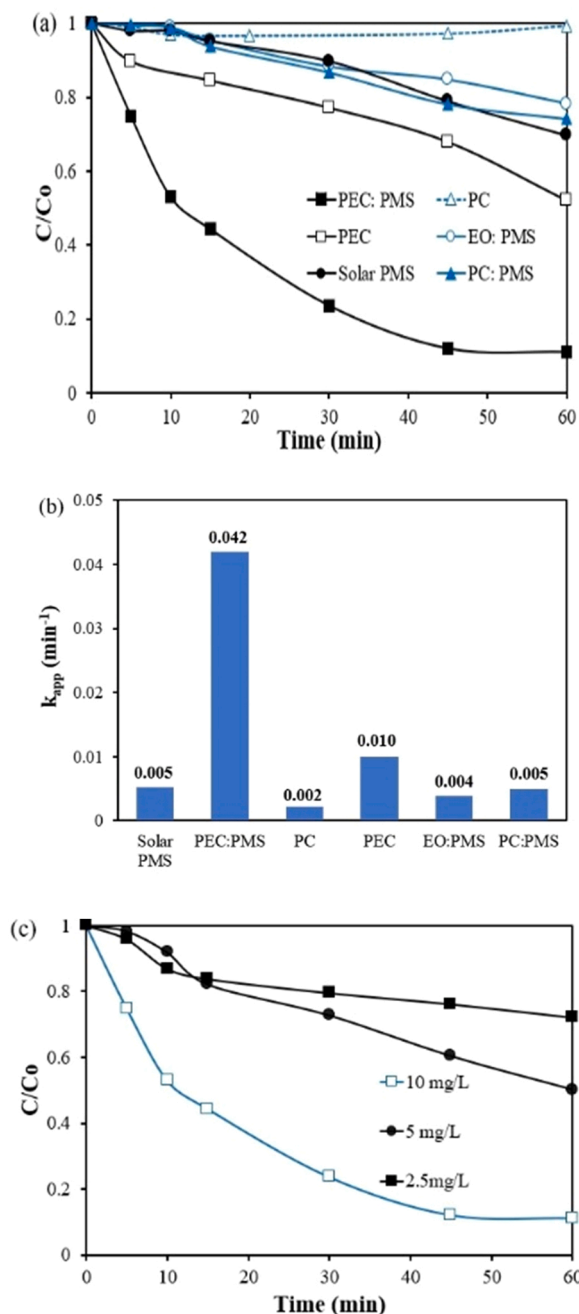 (a)
1
0.8
0.6
0.4
0.2
0
C/Co
PEC: PMS
PC
PEC
EO: PMS
Solar PMS
PC: PMS
0 10 20 30 40 50 60
Time (min)
(b)
0.05
0.04
0.03
0.02
0.01
0
kapp (min-1)
0.005
0.042
0.002
0.010
0.004
0.005
Solar PMS
PEC:PMS
PC
PEC
EO:PMS
PC:PMS
(c)
1
0.8
0.6
0.4
0.2
0
C/Co
10 mg/L
5 mg/L
2.5mg/L
0 10 20 30 40 50 60
Time (min)